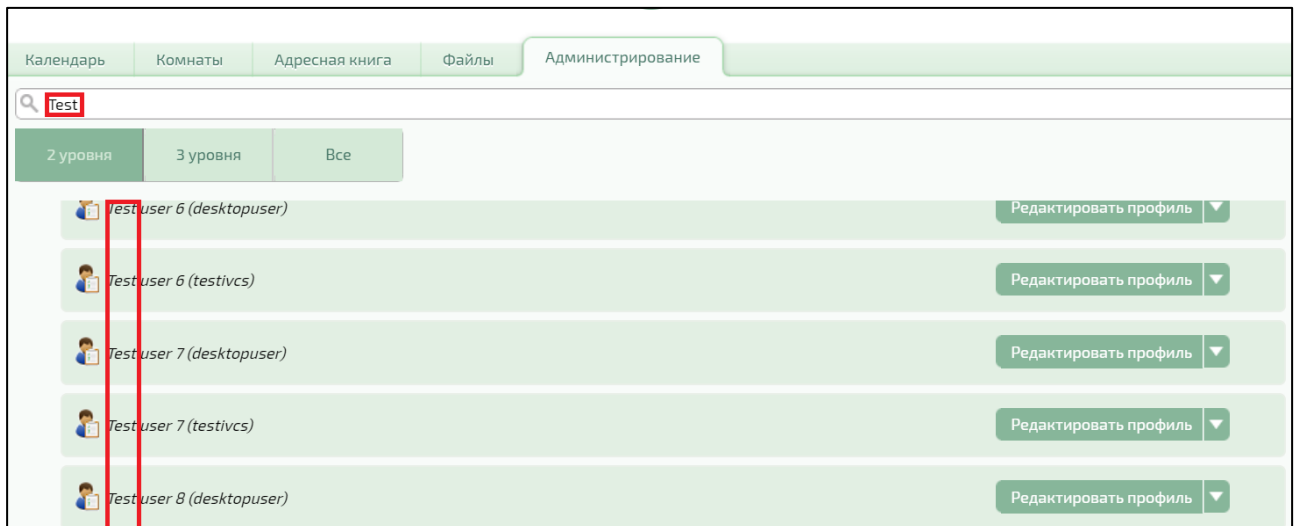 Календарь Комнаты Адресная книга Файлы Администрирование
Test
2 уровня 3 уровня Все
Test user 6 (desktopuser) Редактировать профиль
Test user 6 (testivcs) Редактировать профиль
Test user 7 (desktopuser) Редактировать профиль
Test user 7 (testivcs) Редактировать профиль
Test user 8 (desktopuser) Редактировать профиль